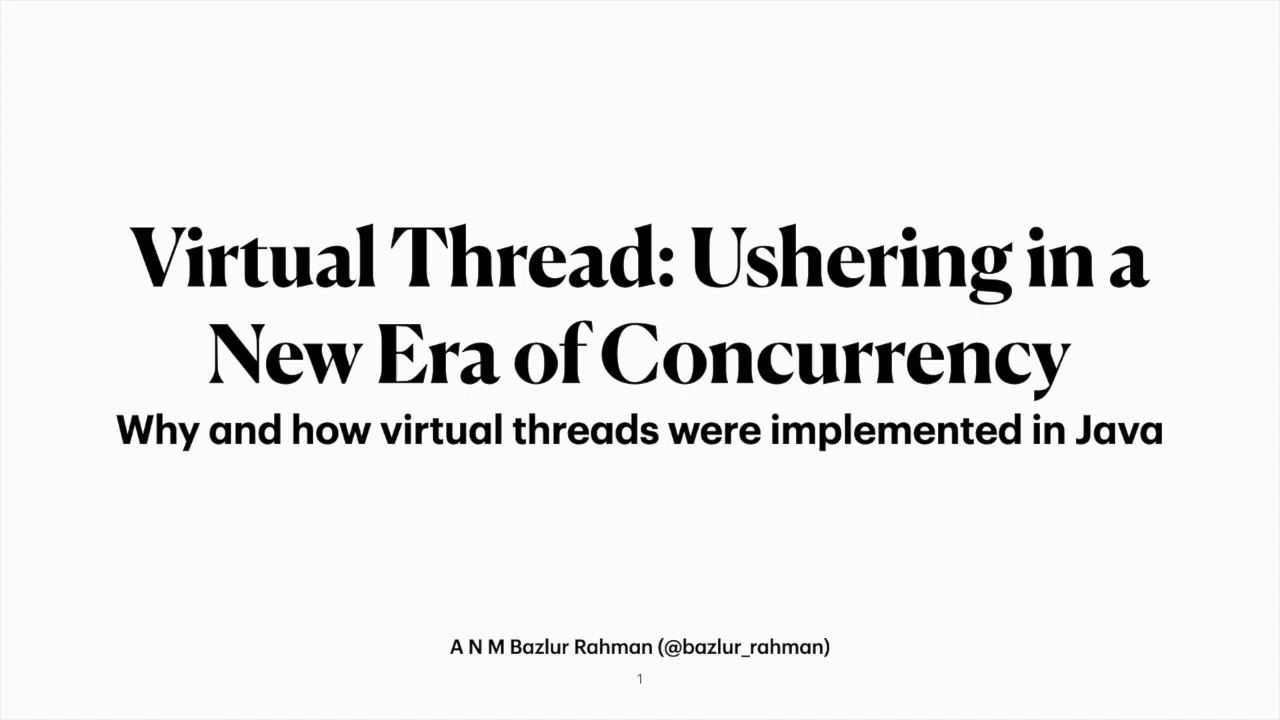 Virtual Thread: Ushering in a
New Era of Concurrency
Why and how virtual threads were implemented in Java
A N M Bazlur Rahman (@bazlur_rahman)
1